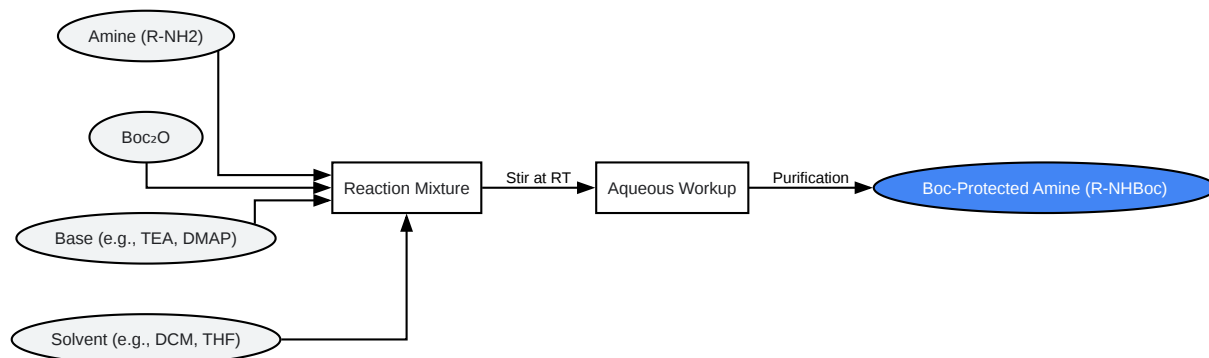 Amine (R-NH2)
Boc₂O
Base (e.g., TEA, DMAP)
Solvent (e.g., DCM, THF)
Reaction Mixture
Stir at RT
Aqueous Workup
Purification
Boc-Protected Amine (R-NHBoc)